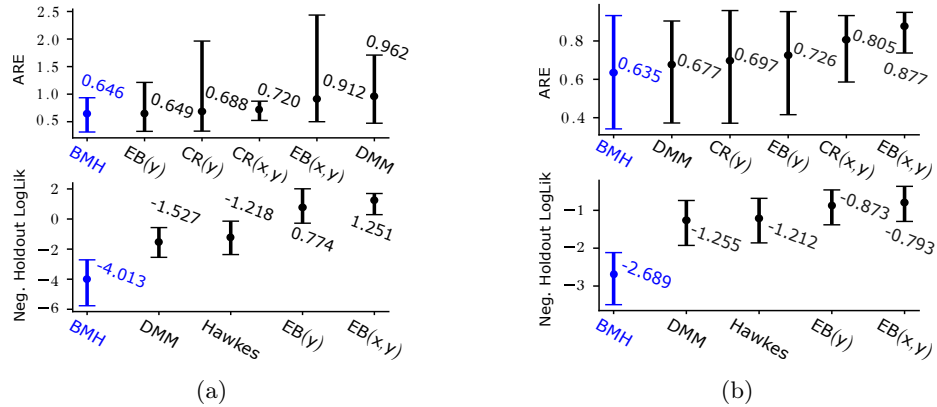 2.5
2.0
1.5
1.0
0.5
ARE
0.646
0.649
0.688
0.720
0.912
0.962
BMH
EB(y)
CR(y)
CR(x,y)
EB(x,y)
DMM
2
0
−2
−4
−6
Neg. Holdout LogLik
-4.013
-1.527
-1.218
0.774
1.251
BMH
DMM
Hawkes
EB(y)
EB(x,y)
(a)
0.8
0.6
0.4
ARE
0.635
0.677
0.697
0.726
0.805
0.877
BMH
DMM
CR(y)
EB(y)
CR(x,y)
EB(x,y)
−1
−2
−3
Neg. Holdout LogLik
-2.689
-1.255
-1.212
-0.873
-0.793
BMH
DMM
Hawkes
EB(y)
EB(x,y)
(b)